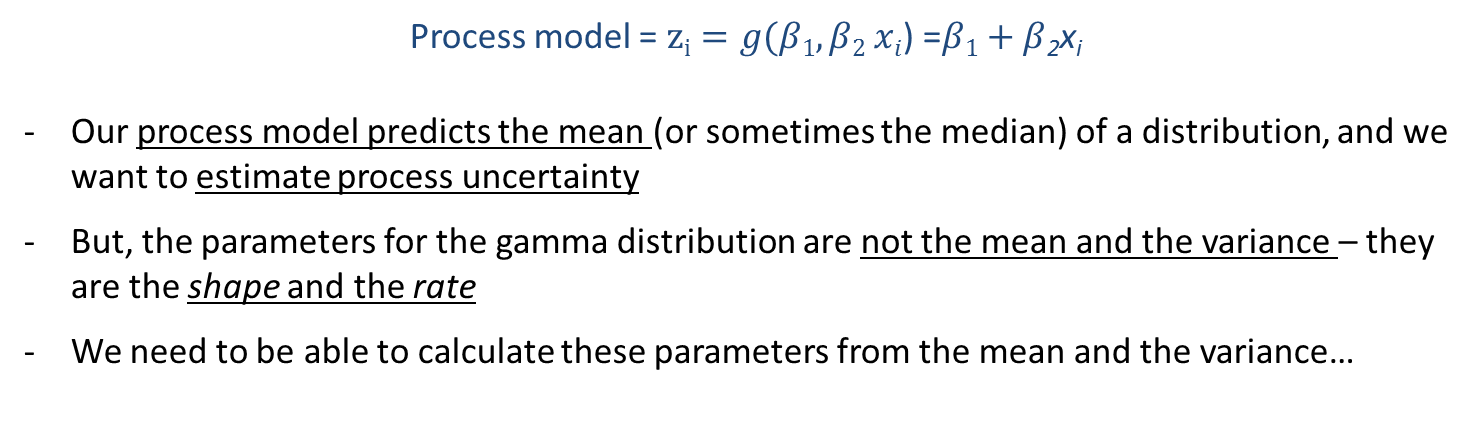 Process model = zᵢ = g(β₁, β₂ xᵢ) =β₁ + β₂xᵢ
- Our process model predicts the mean (or sometimes the median) of a distribution, and we
want to estimate process uncertainty
- But, the parameters for the gamma distribution are not the mean and the variance – they
are the shape and the rate
- We need to be able to calculate these parameters from the mean and the variance...